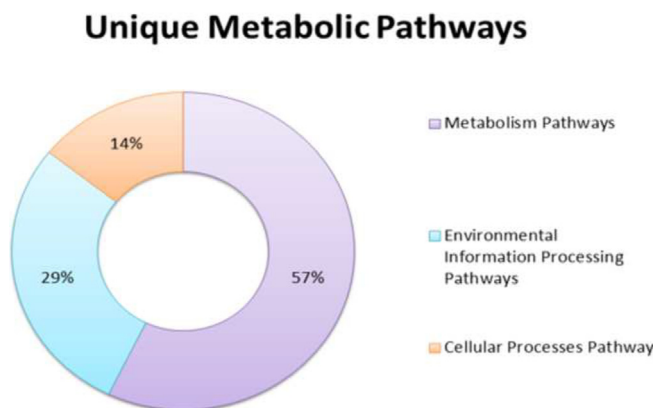 Unique Metabolic Pathways
14%
29%
57%
Metabolism Pathways
Environmental
Information Processing
Pathways
Cellular Processes Pathway